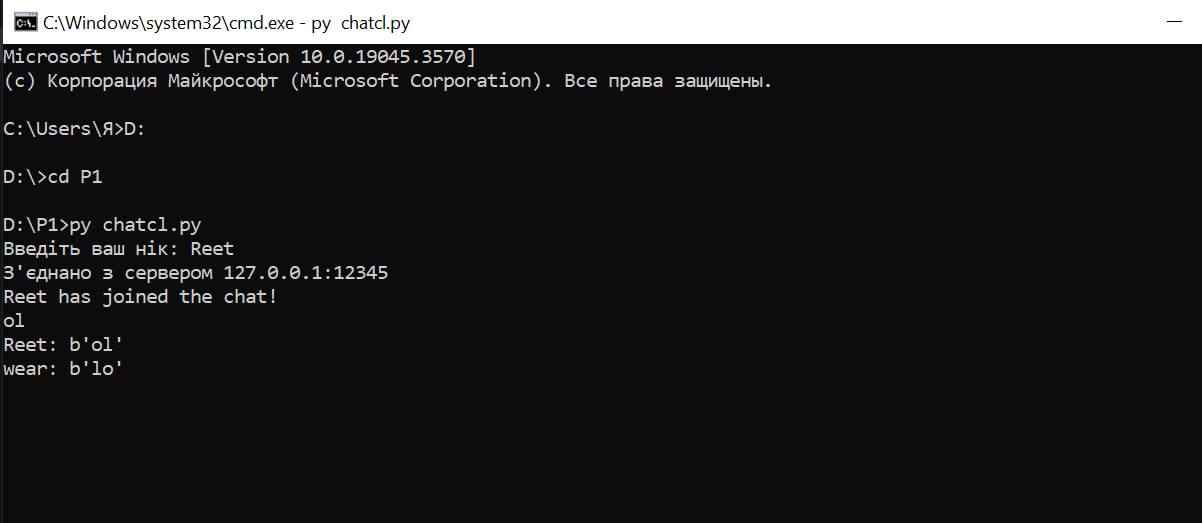 C:\Windows\system32\cmd.exe - py  chatcl.py
Microsoft Windows [Version 10.0.19045.3570]
(c) Корпорация Майкрософт (Microsoft Corporation). Все права защищены.
C:\Users\Я>D:
D:\>cd P1
D:\P1>py chatcl.py
Введіть ваш нік: Reet
З'єднано з сервером 127.0.0.1:12345
Reet has joined the chat!
ol
Reet: b'ol'
wear: b'lo'